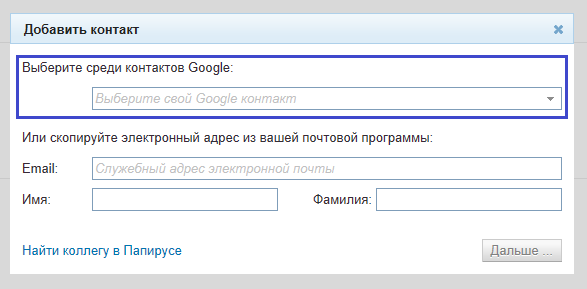 Добавить контакт
Выберите среди контактов Google:
Выберите свой Google контакт
Или скопируйте электронный адрес из вашей почтовой программы:
Email: Служебный адрес электронной почты
Имя: Фамилия:
Найти коллегу в Папирусе Дальше ...